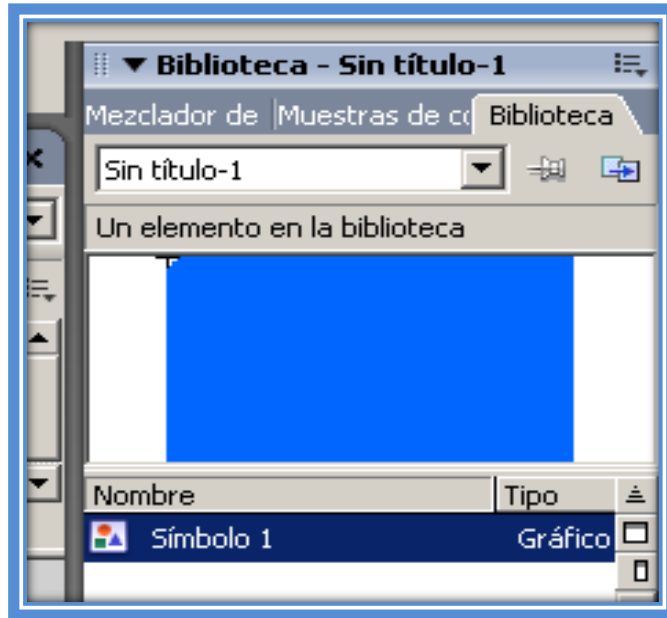 Biblioteca - Sin título-1
Mezclador de Muestras de co Biblioteca
Sin título-1
Un elemento en la biblioteca
Nombre Tipo
Símbolo 1 Gráfico